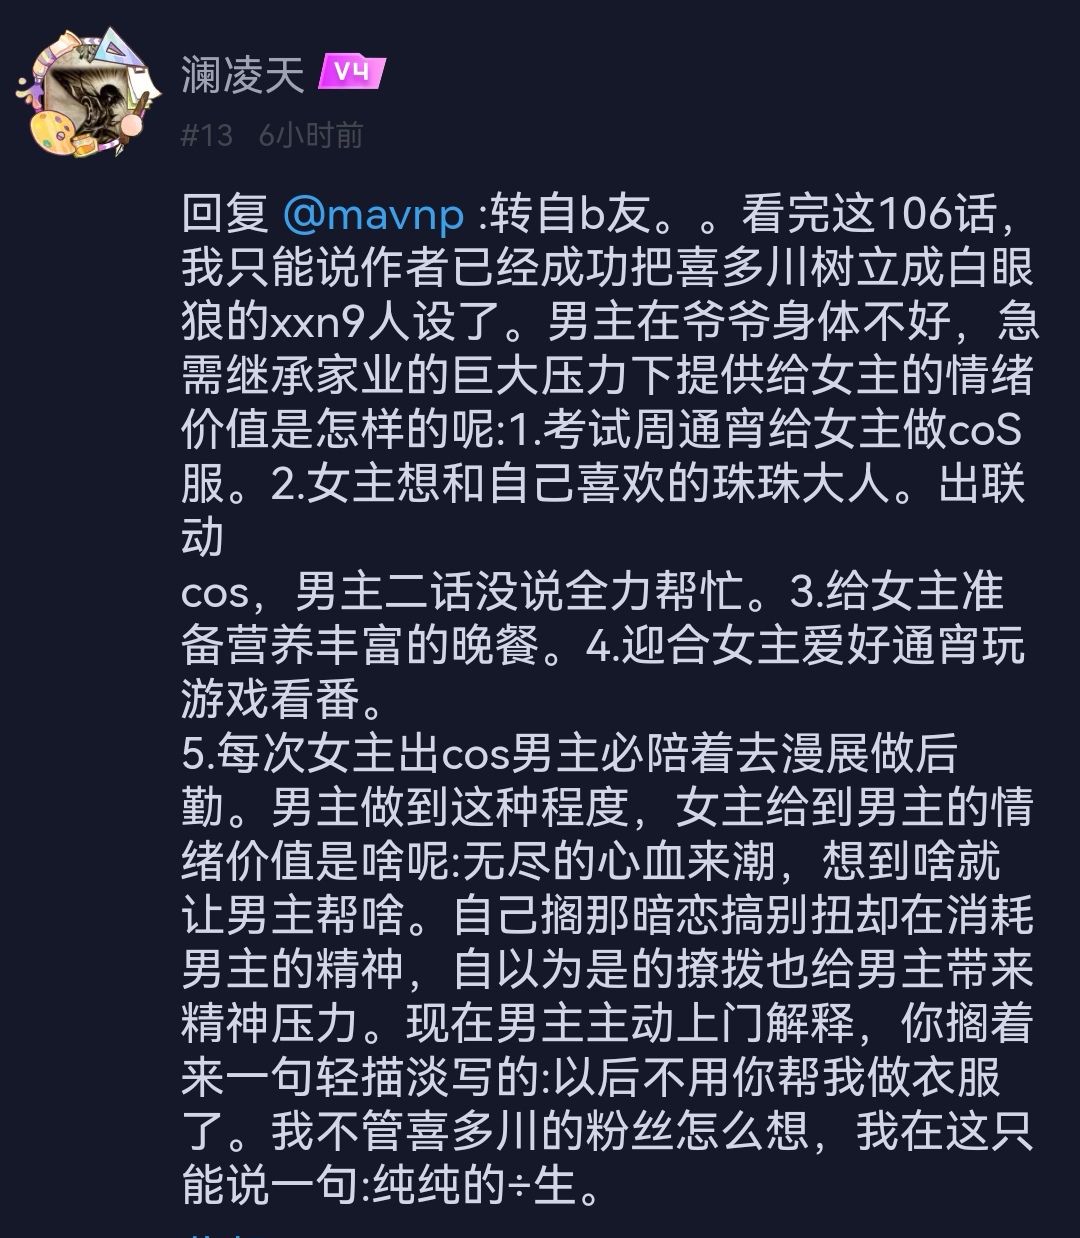 澜凌天 V4
#13 6小时前
回复 @mavnp :转自b友。。看完这106话，
我只能说作者已经成功把喜多川树立成白眼
狼的xxn9人设了。男主在爷爷身体不好，急
需继承家业的巨大压力下提供给女主的情绪
价值是怎样的呢:1.考试周通宵给女主做coS
服。2.女主想和自己喜欢的珠珠大人。出联
动
cos，男主二话没说全力帮忙。3.给女主准
备营养丰富的晚餐。4.迎合女主爱好通宵玩
游戏看番。
5.每次女主出cos男主必陪着去漫展做后
勤。男主做到这种程度，女主给到男主的情
绪价值是啥呢:无尽的心血来潮，想到啥就
让男主帮啥。自己搁那暗恋搞别扭却在消耗
男主的精神，自以为是的撩拨也给男主带来
精神压力。现在男主主动上门解释，你搁着
来一句轻描淡写的:以后不用你帮我做衣服
了。我不管喜多川的粉丝怎么想，我在这只
能说一句:纯纯的÷生。